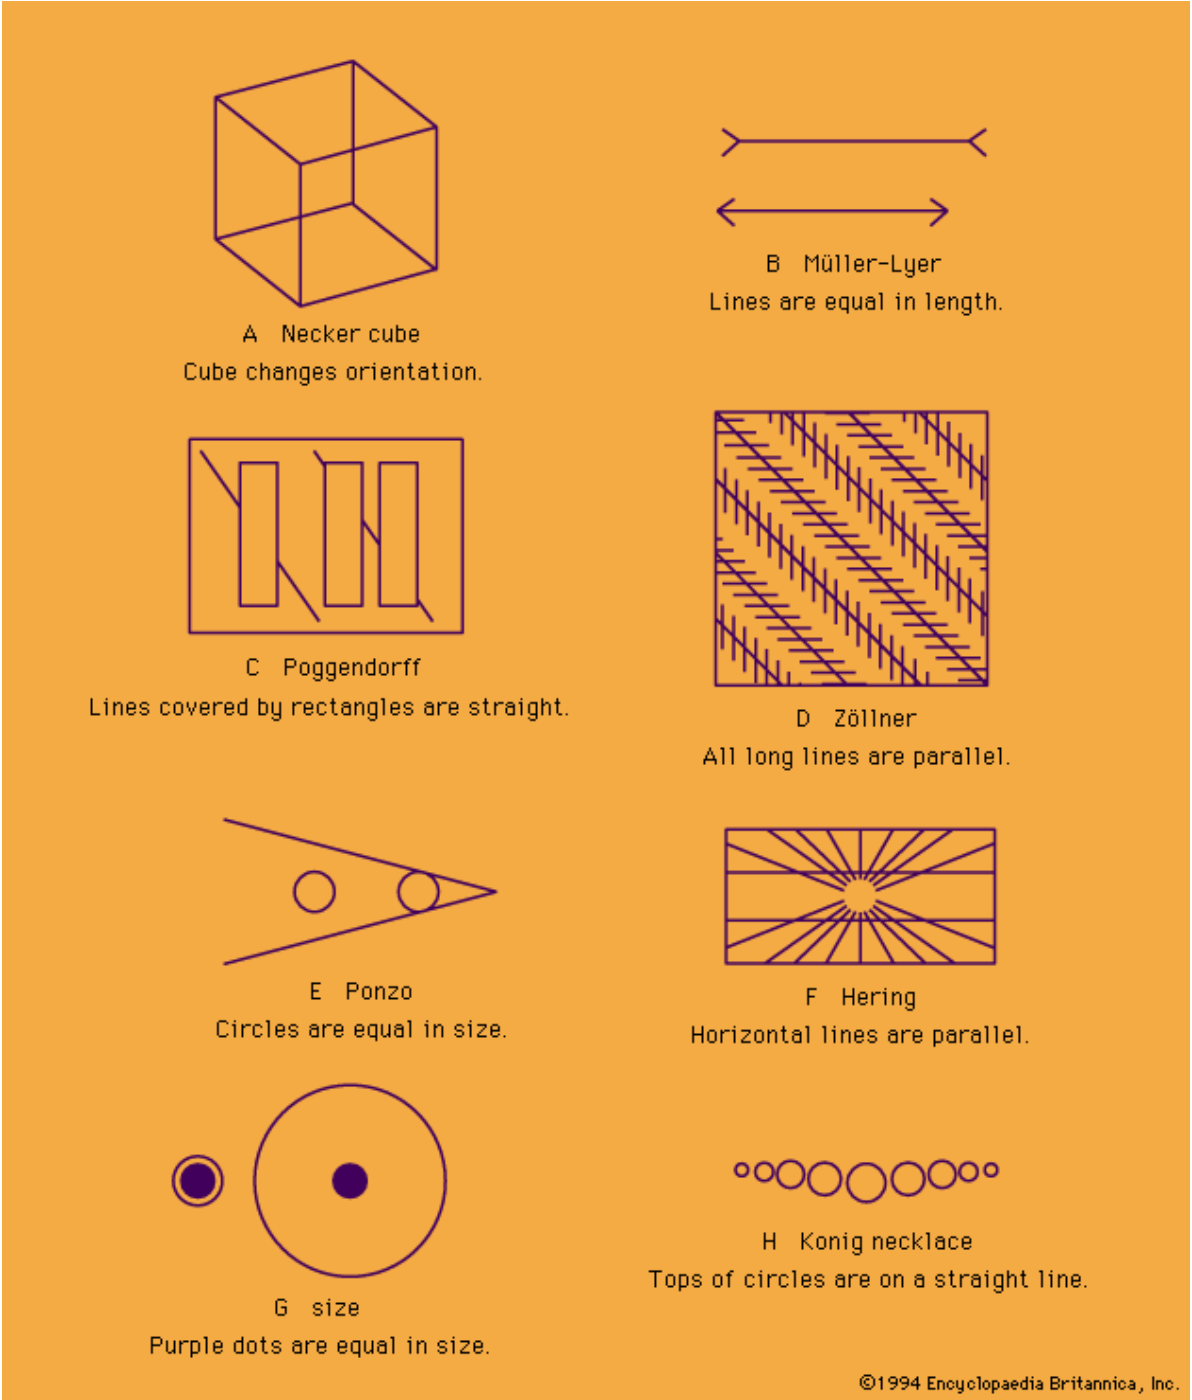 A Necker cube
Cube changes orientation.
B Müller-Lyer
Lines are equal in length.
C Poggendorff
Lines covered by rectangles are straight.
D Zöllner
All long lines are parallel.
E Ponzo
Circles are equal in size.
F Hering
Horizontal lines are parallel.
G size
Purple dots are equal in size.
H Konig necklace
Tops of circles are on a straight line.
©1994 Encyclopaedia Britannica, Inc.